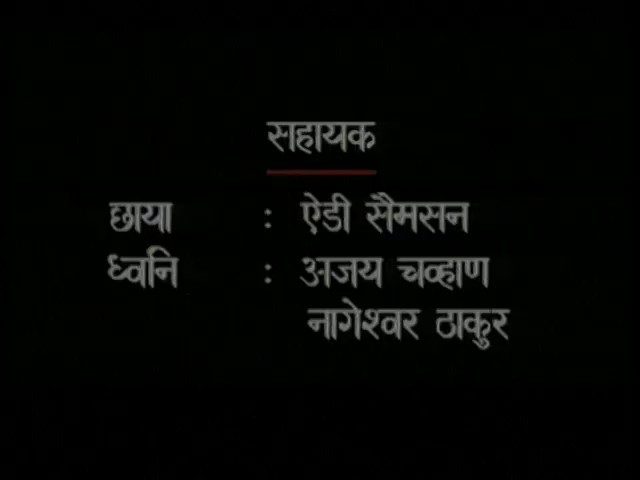 सहायक
छाया : ऐडी सैमसन
ध्वनि : अजय चव्हाण
नागेश्वर ठाकुर